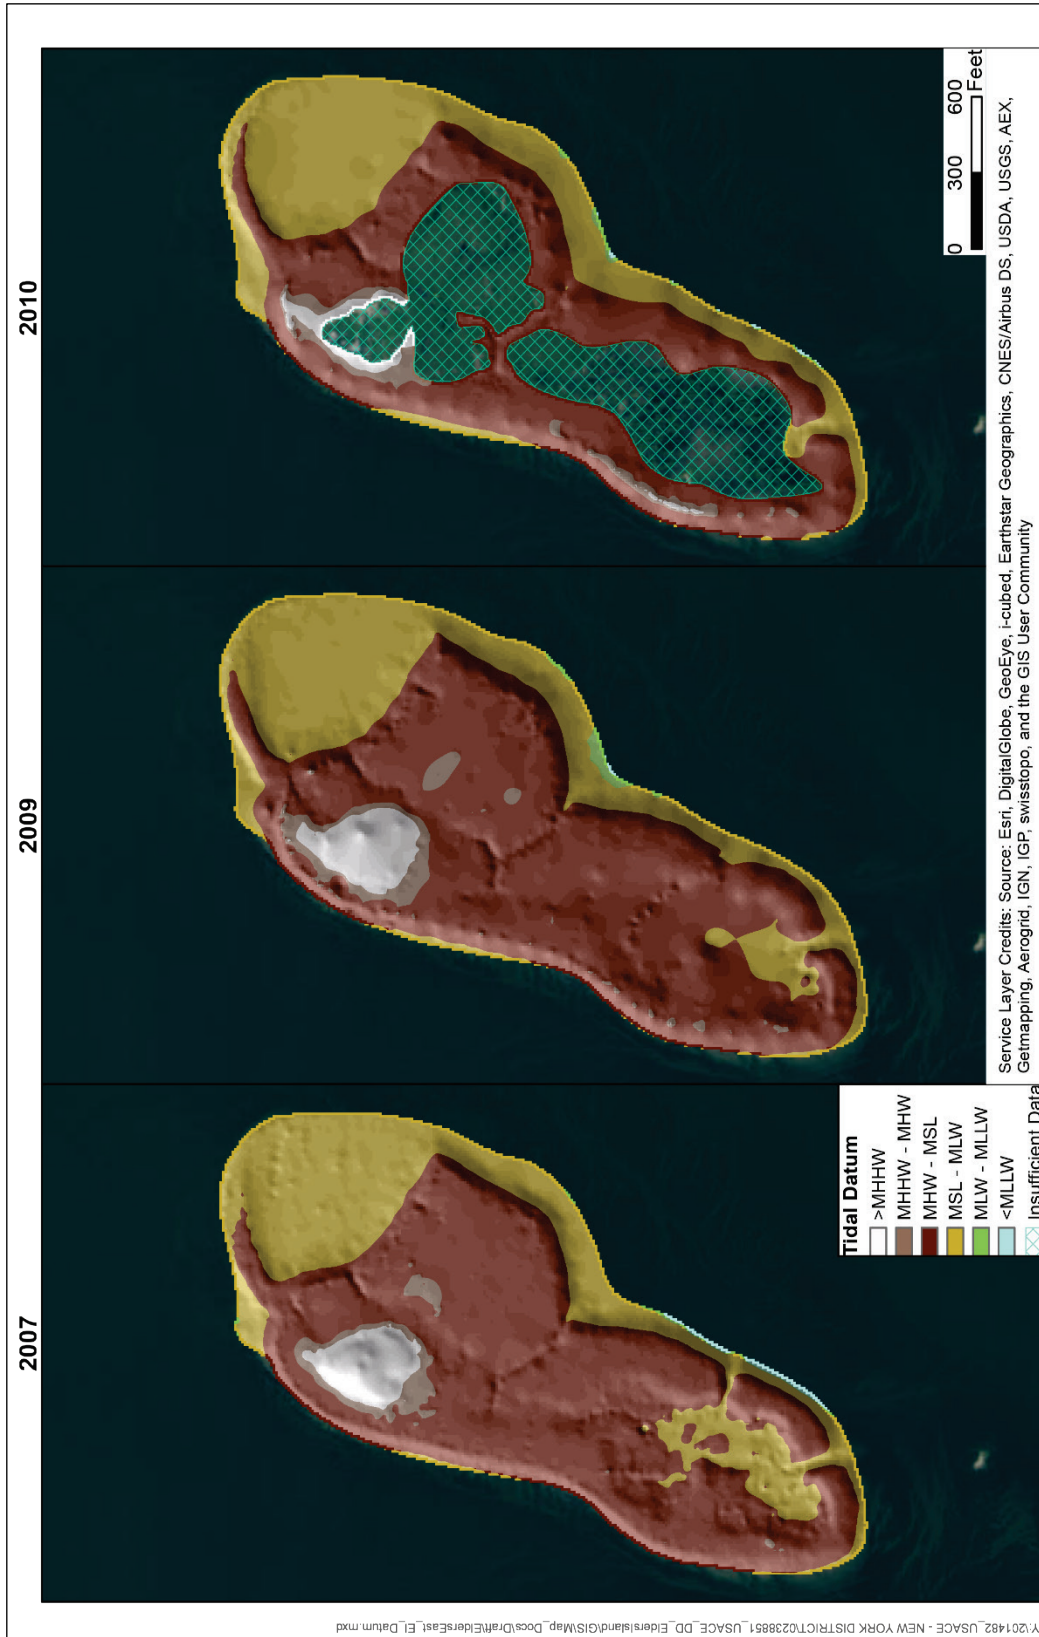 2007
2009
2010
Tidal Datum
>MHHW
MHHW - MHW
MHW - MSL
MSL - MLW
MLW - MLLW
<MLLW
Insufficient Data
0 300 600
Feet
Service Layer Credits: Source: Esri, DigitalGlobe, GeoEye, i-cubed, Earthstar Geographics, CNES/Airbus DS, USDA, USGS, AEX,
Getmapping, Aerogrid, IGN, IGP, swisstopo, and the GIS User Community
Y:\201482_USACE - NEW YORK DISTRICT\0238851_USACE_DD_EldersIsland\GIS\Map_Docs\Draft\EldersEast_El_Datum.mxd